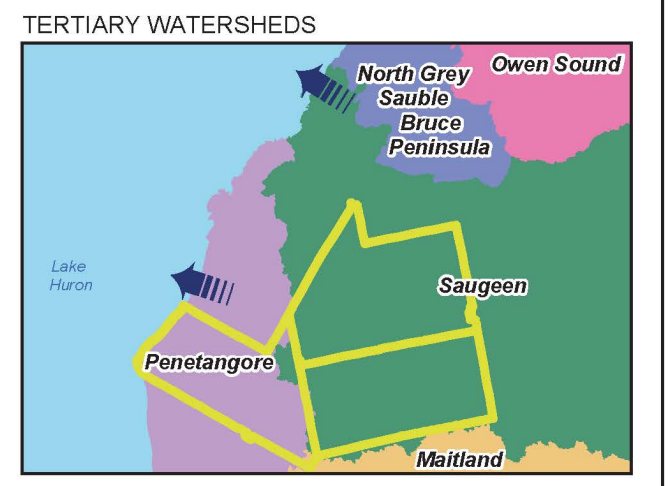 TERTIARY WATERSHEDS
North Grey
Sauble
Bruce
Peninsula
Owen Sound
Lake
Huron
Saugeen
Penetangore
Maitland